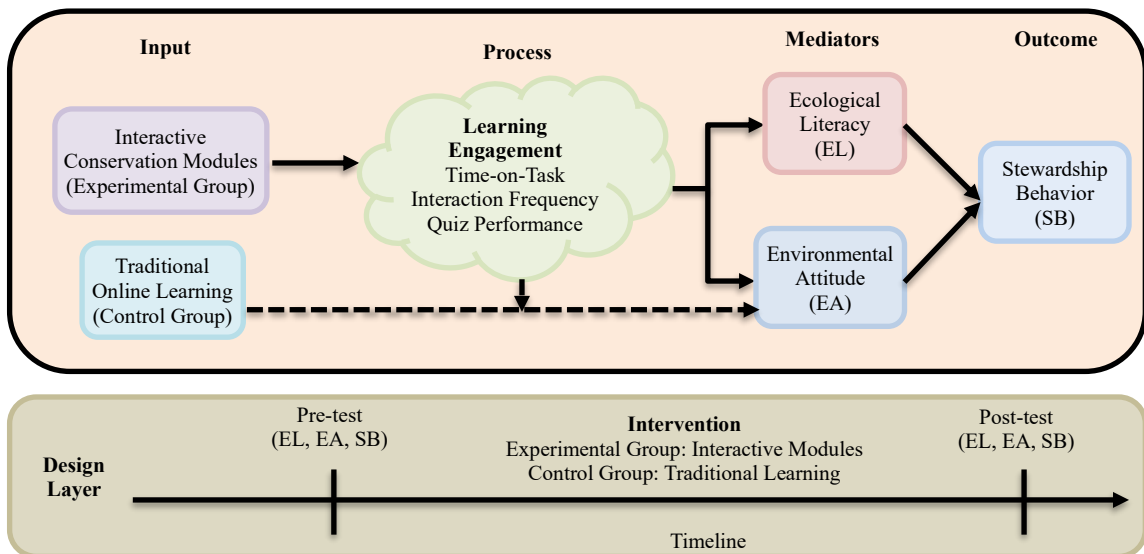 Input
Process
Mediators
Outcome
Interactive
Conservation Modules
(Experimental Group)
Traditional
Online Learning
(Control Group)
Learning
Engagement
Time-on-Task
Interaction Frequency
Quiz Performance
Ecological
Literacy
(EL)
Environmental
Attitude
(EA)
Stewardship
Behavior
(SB)
Design
Layer
Pre-test
(EL, EA, SB)
Intervention
Experimental Group: Interactive Modules
Control Group: Traditional Learning
Post-test
(EL, EA, SB)
Timeline